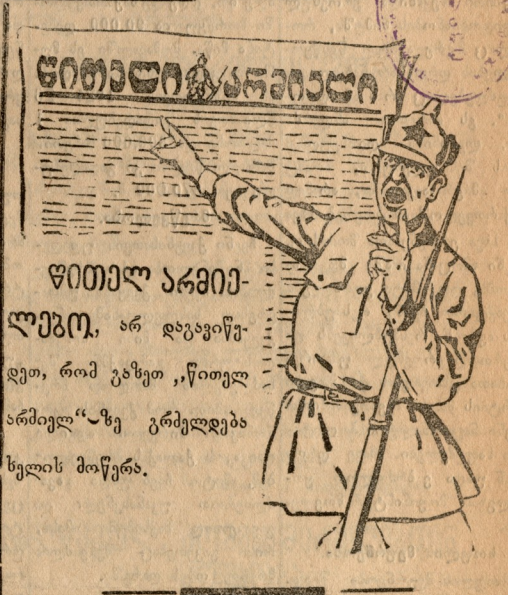 წითელი არმიელი
წითელ არმიე-
ლებო, არ დაგავიწყ-
დეთ, რომ გაზეთ „წითელ
არმიელ“-ზე გრძელდება
ხელის მოწერა.